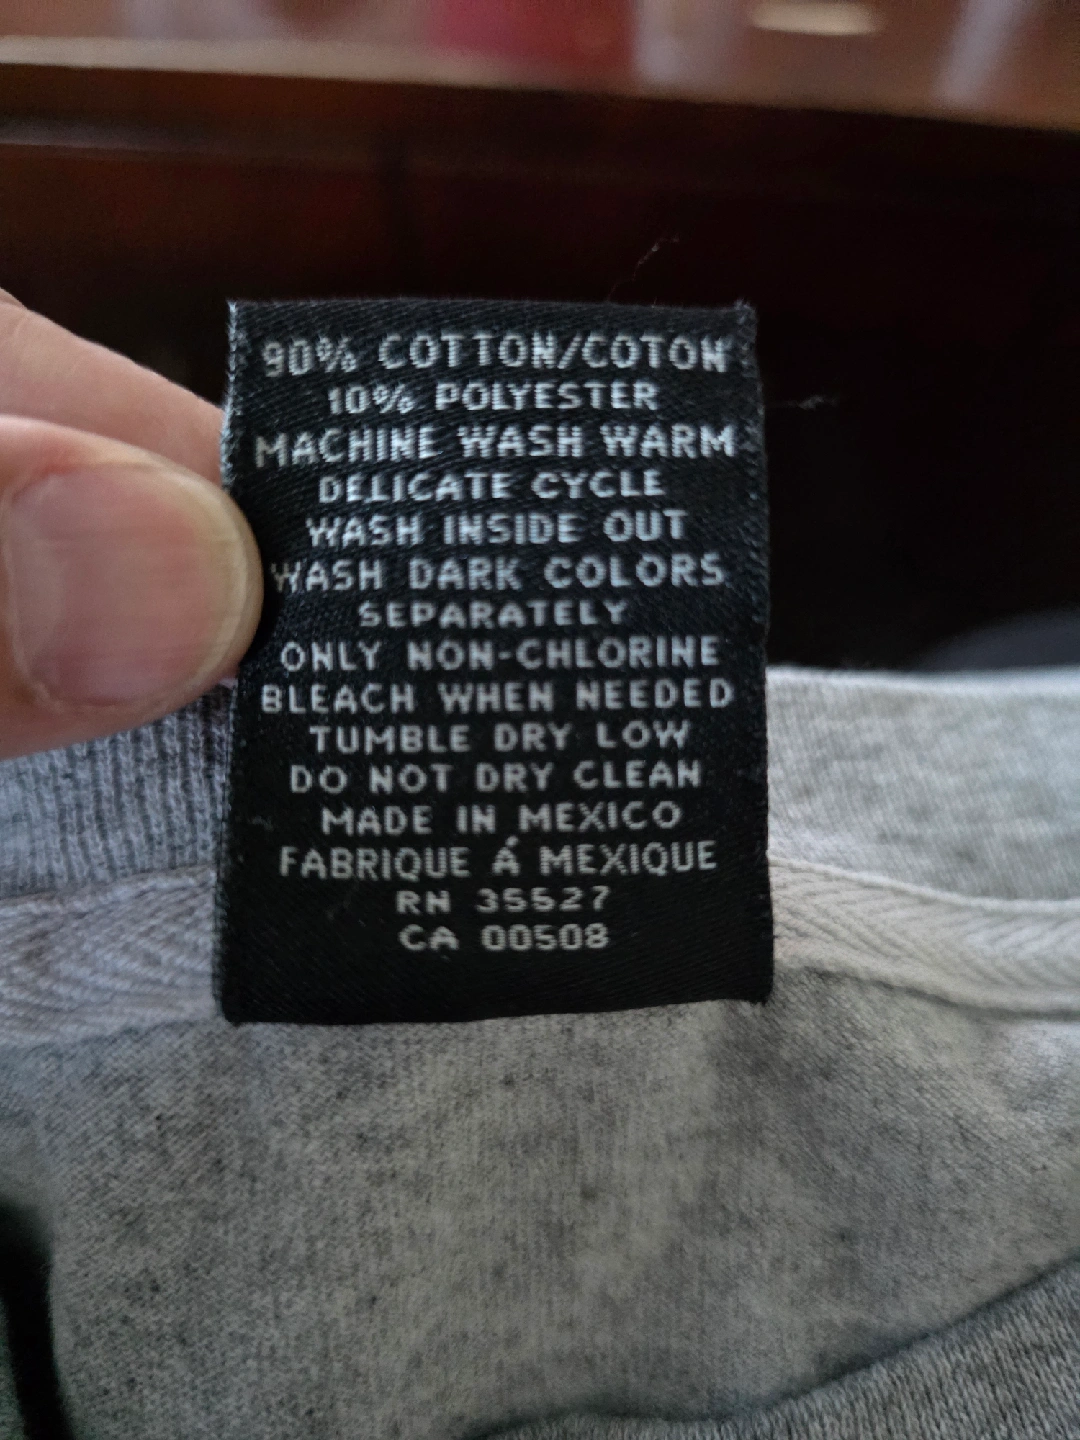 90% COTTON/COTON
10% POLYESTER
MACHINE WASH WARM
DELICATE CYCLE
WASH INSIDE OUT
WASH DARK COLORS
SEPARATELY
ONLY NON-CHLORINE
BLEACH WHEN NEEDED
TUMBLE DRY LOW
DO NOT DRY CLEAN
MADE IN MEXICO
FABRIQUE Á MEXIQUE
RN 35527
CA 00508